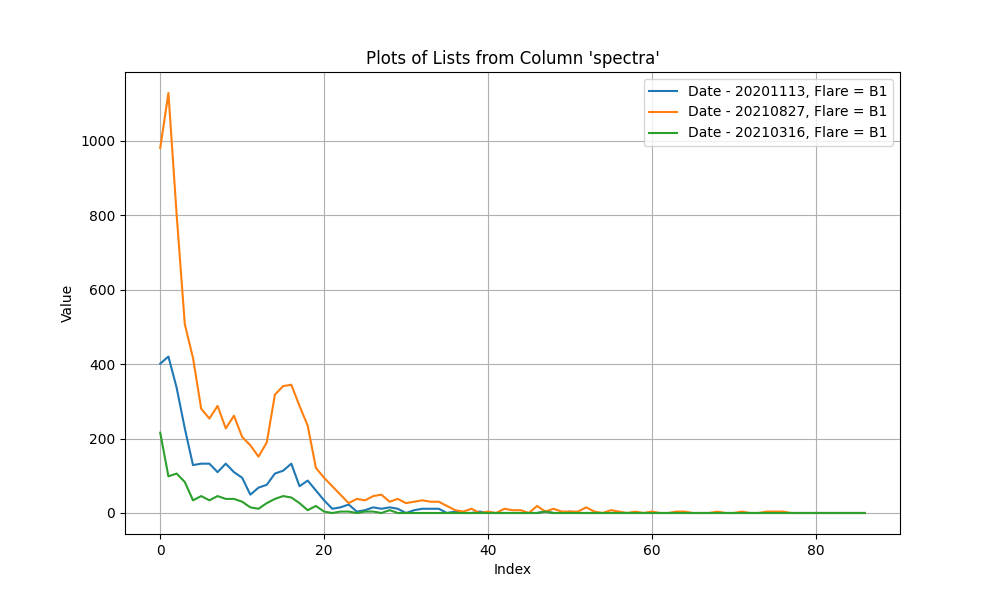 Plots of Lists from Column 'spectra'
Date - 20201113, Flare = B1
Date - 20210827, Flare = B1
Date - 20210316, Flare = B1
1000
800
600
400
200
0
Value
0 20 40 60 80
Index